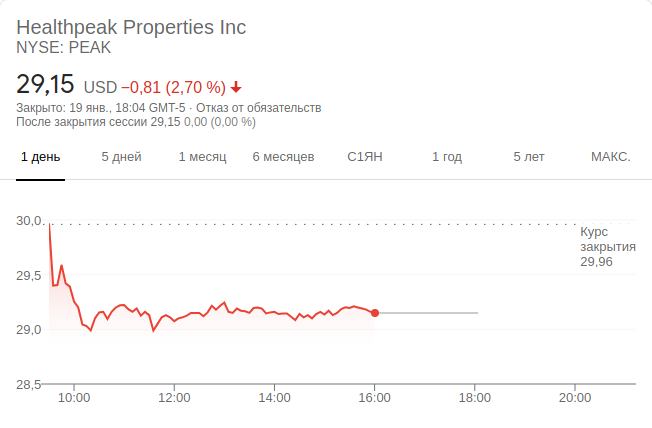 Healthpeak Properties Inc
NYSE: PEAK
29,15 USD −0,81 (2,70 %)
Закрыто: 19 янв., 18:04 GMT-5 · Отказ от обязательств
После закрытия сессии 29,15 0,00 (0,00 %)
1 день 5 дней 1 месяц 6 месяцев С1ЯН 1 год 5 лет МАКС.
30,0
Курс
закрытия
29,96
29,5
29,0
28,5
10:00 12:00 14:00 16:00 18:00 20:00